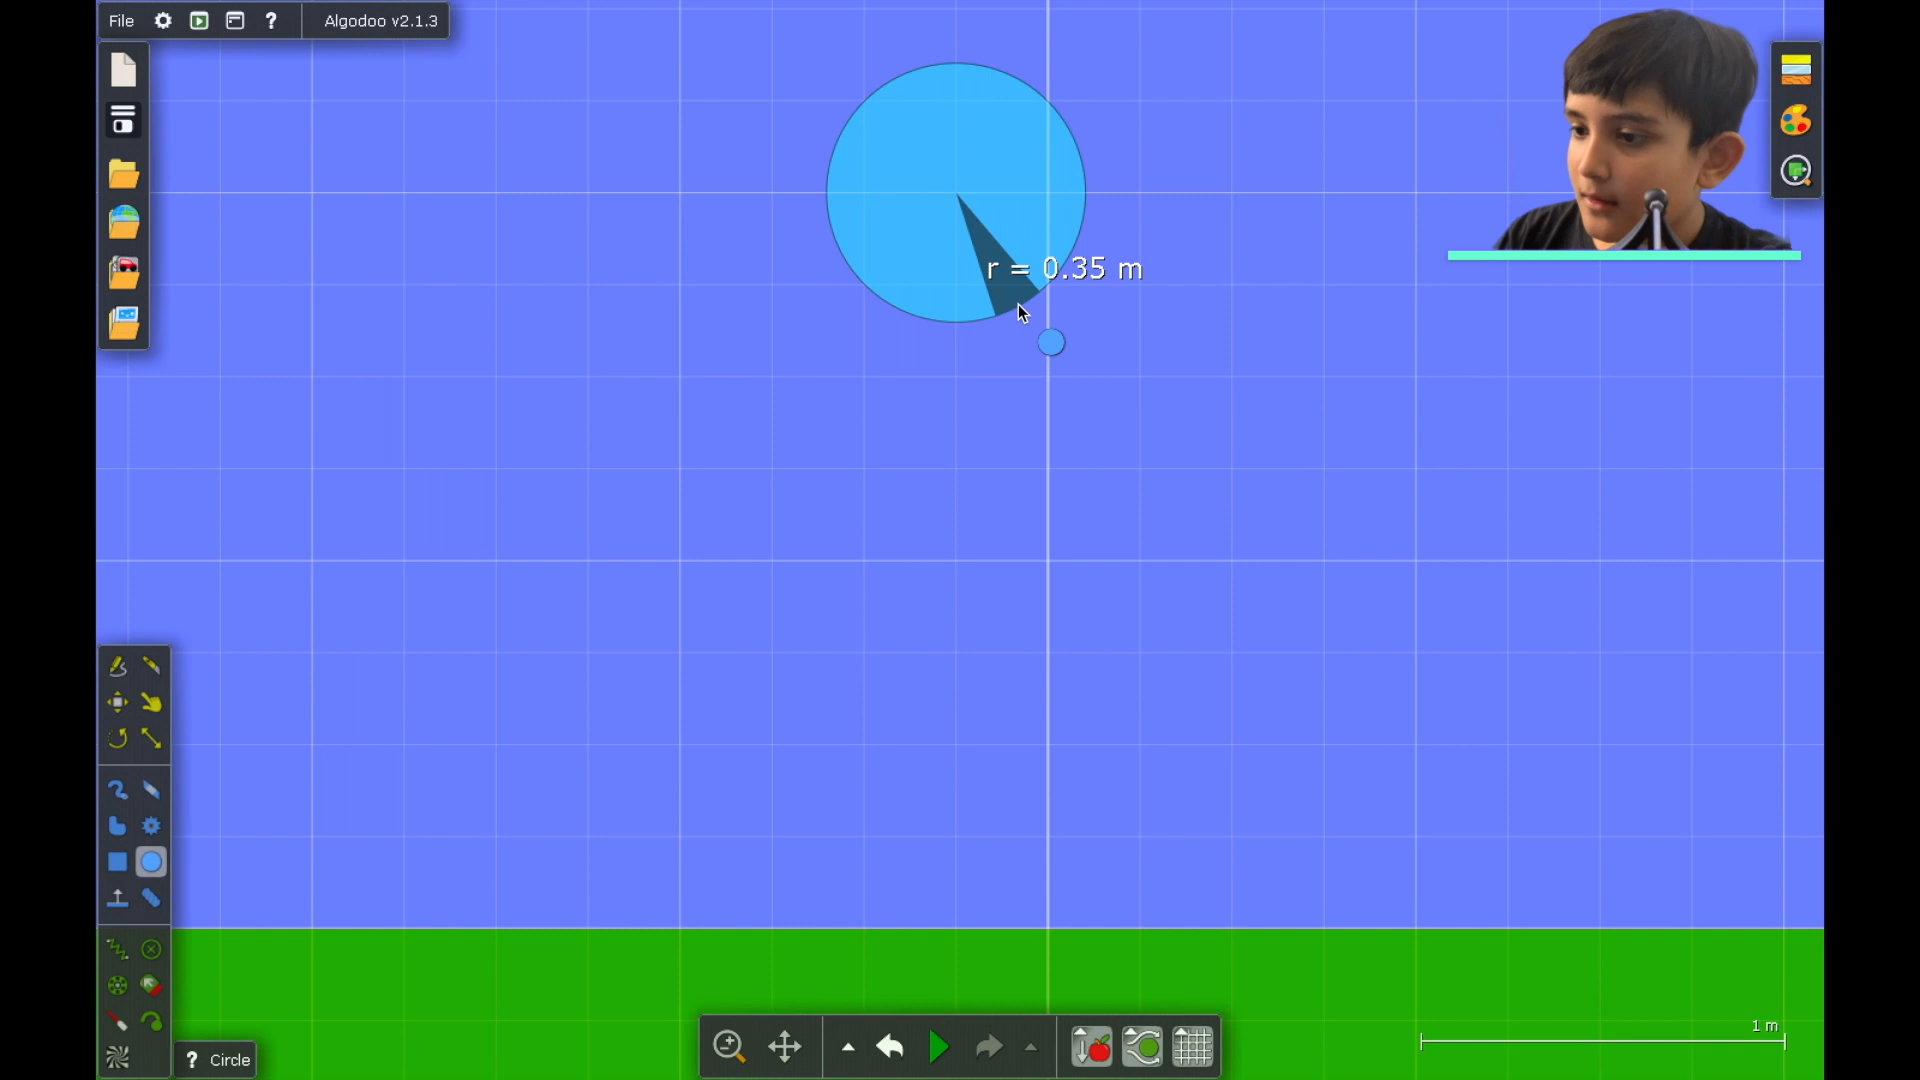 File ? Algodoo v2.1.3
r = 0.35 m
1 m
? Circle